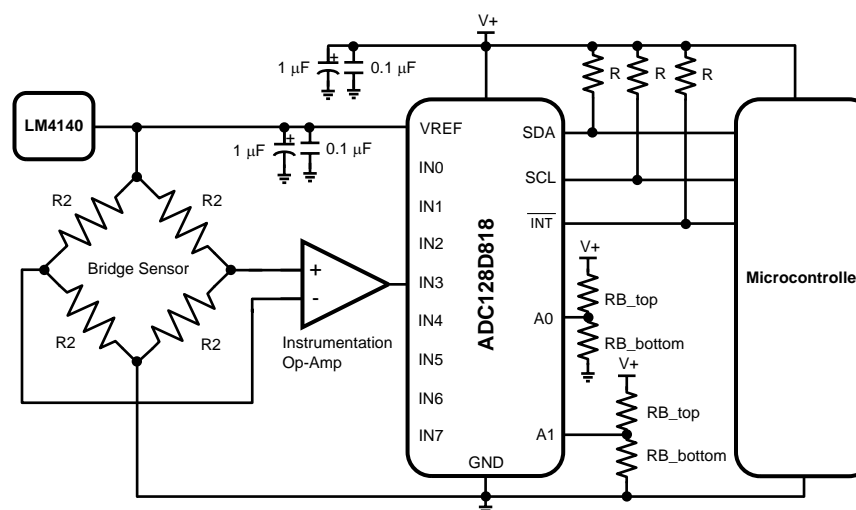 V+
1 µF
+
0.1 µF
R
R
R
LM4140
1 µF
+
0.1 µF
VREF
SDA
IN0
SCL
IN1
INT
IN2
V+
R2
R2
Bridge Sensor
+
-
IN3
ADC128D818
RB_top
Microcontrolle
R2
R2
Instrumentation
Op-Amp
IN4
A0
RB_bottom
IN5
V+
IN6
RB_top
IN7
A1
RB_bottom
GND